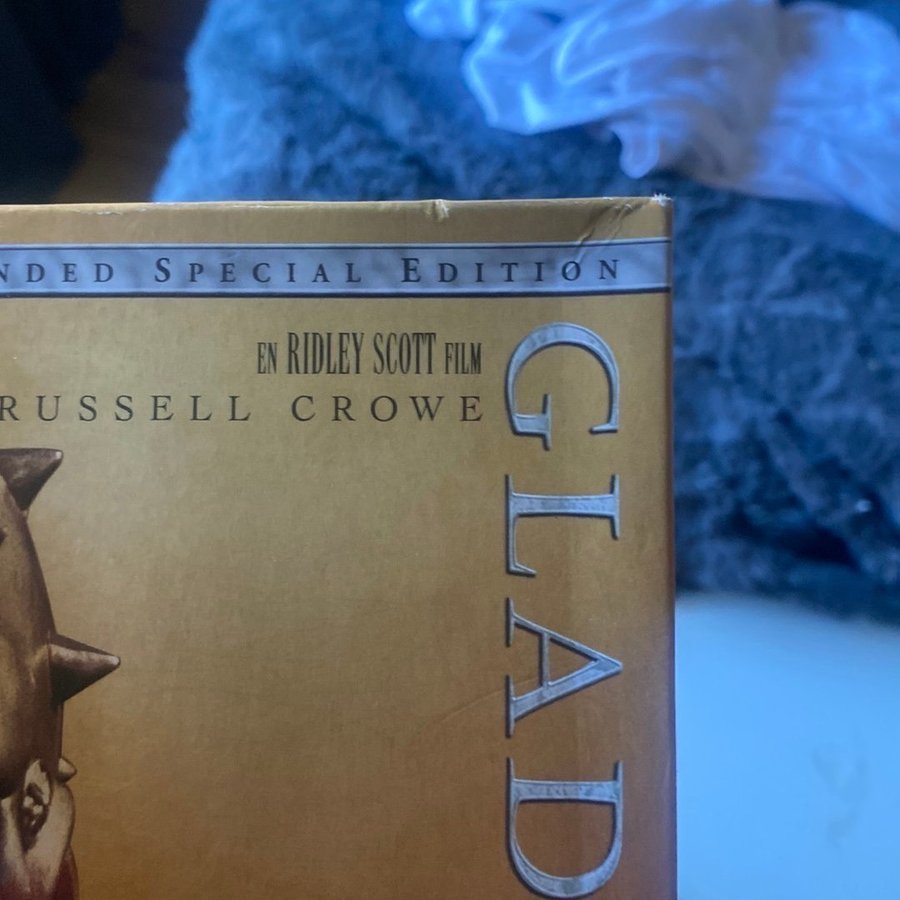 NDED SPECIAL EDITION
EN RIDLEY SCOTT FILM
RUSSELL CROWE
GLAD